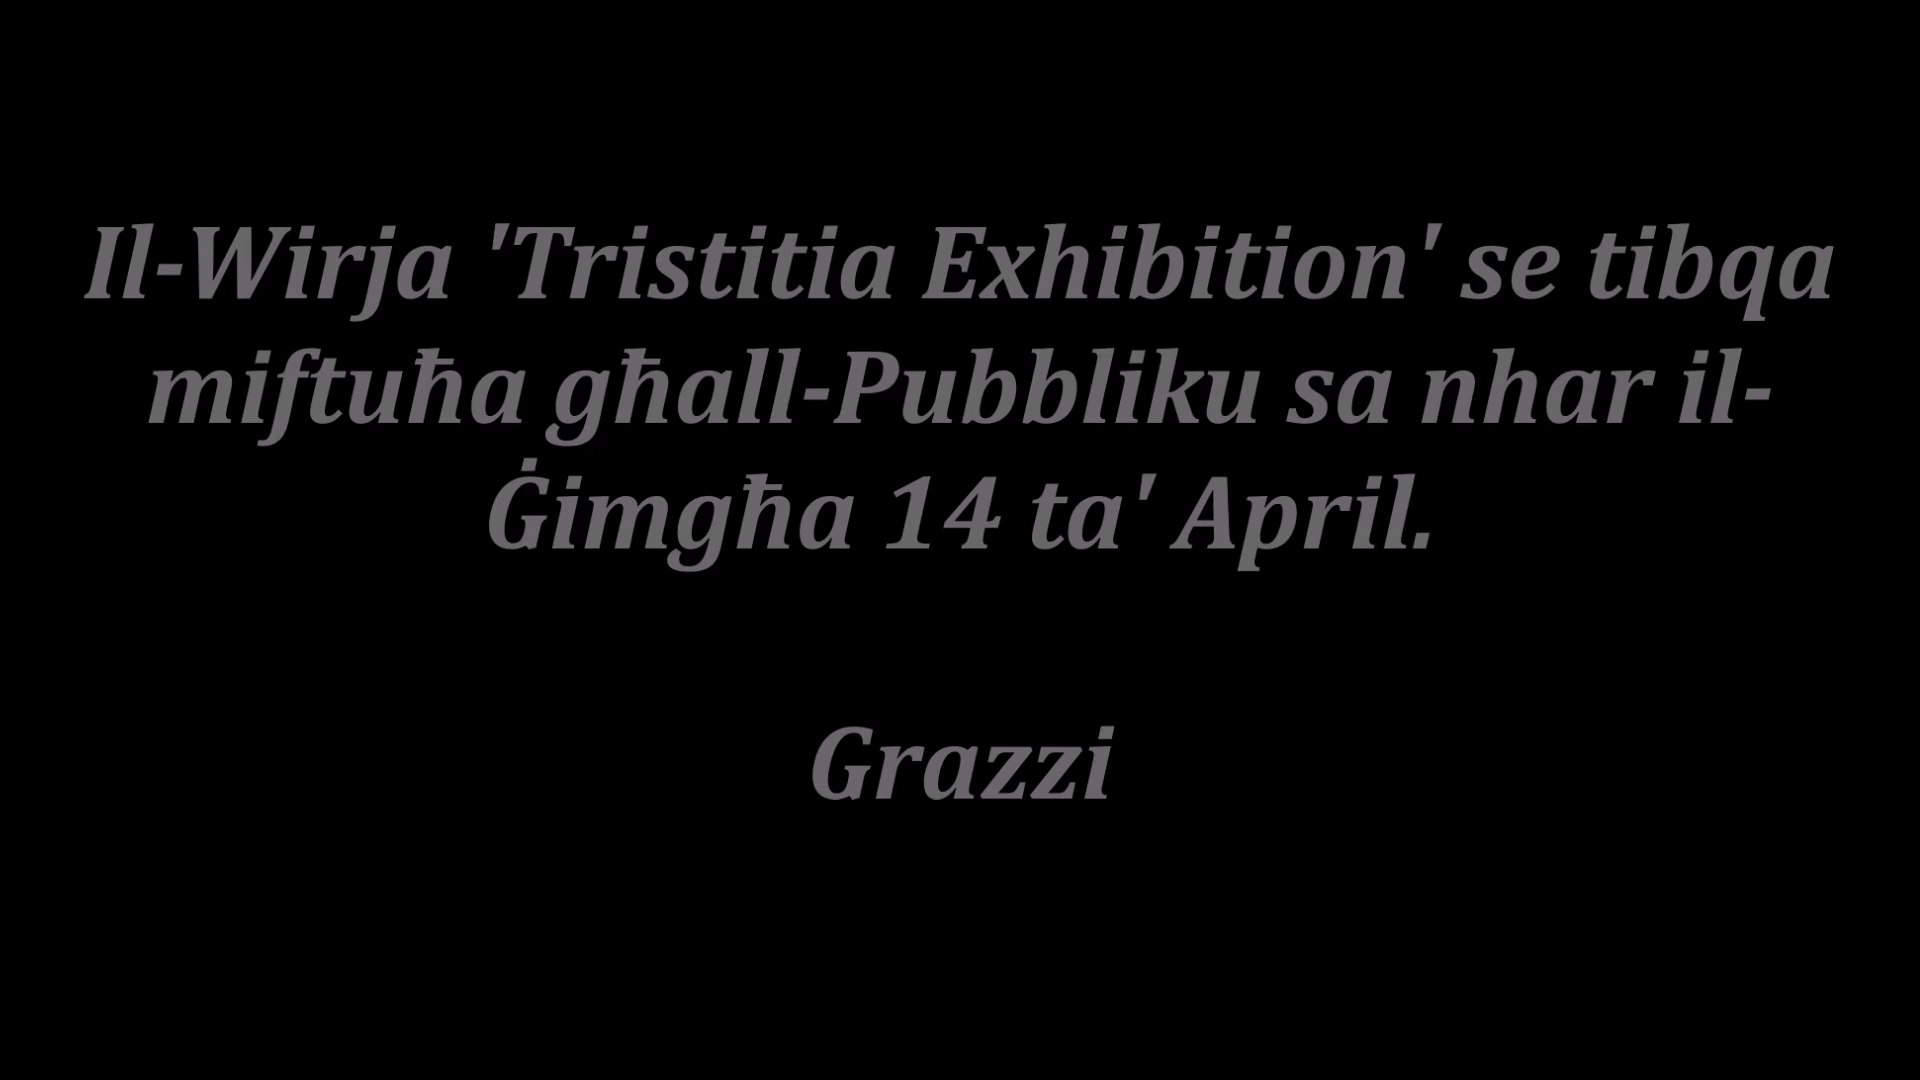 Il-Wirja 'Tristitia Exhibition' se tibqa
miftuħa għall-Pubbliku sa nhar il-
Ġimgħa 14 ta' April.
Grazzi